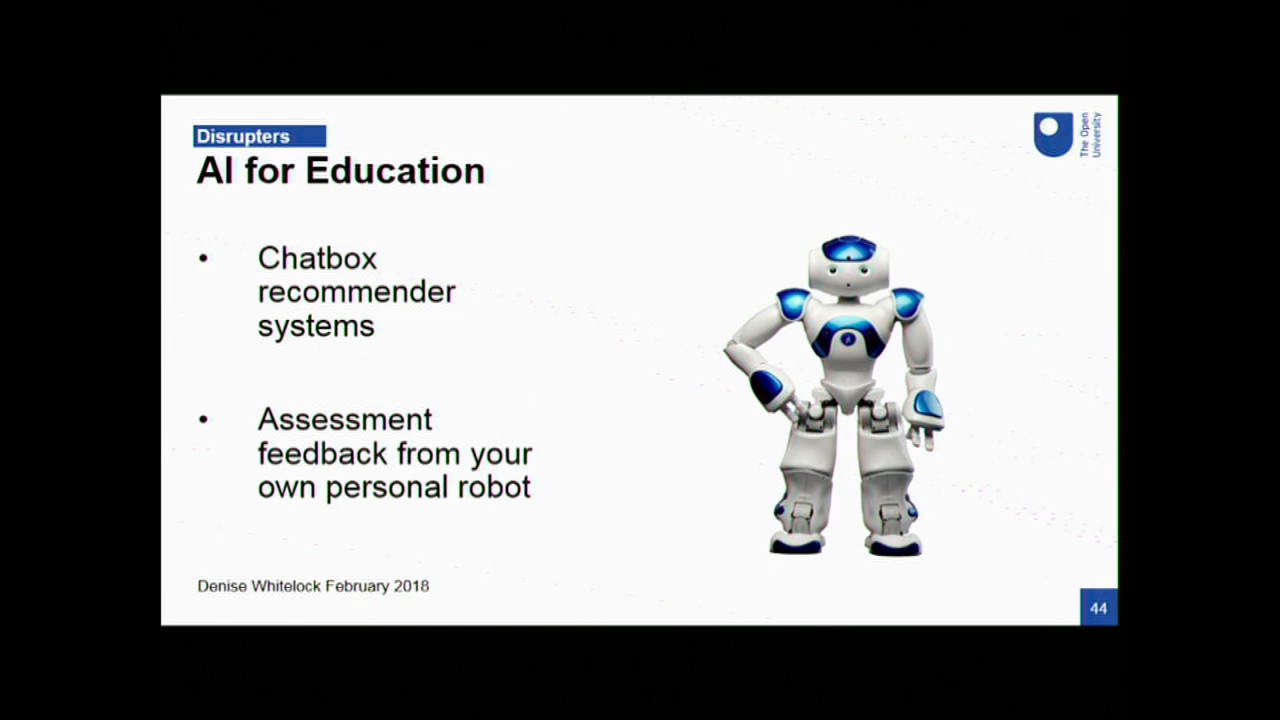 Disrupters
AI for Education
The Open
University
• Chatbox
recommender
systems
• Assessment
feedback from your
own personal robot
Denise Whitelock February 2018
44